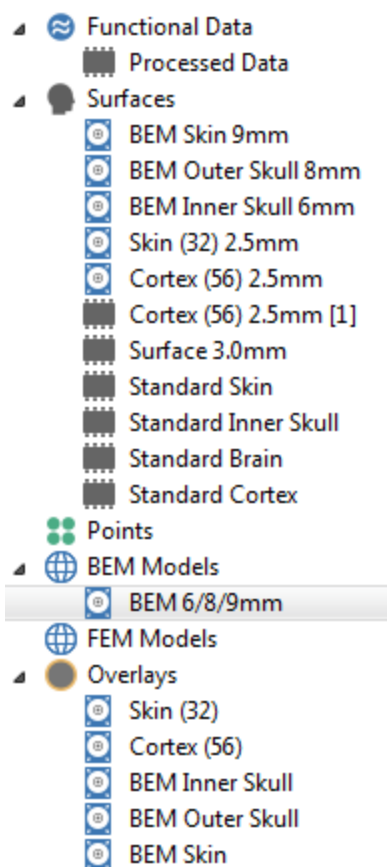 Functional Data
Processed Data
Surfaces
BEM Skin 9mm
BEM Outer Skull 8mm
BEM Inner Skull 6mm
Skin (32) 2.5mm
Cortex (56) 2.5mm
Cortex (56) 2.5mm [1]
Surface 3.0mm
Standard Skin
Standard Inner Skull
Standard Brain
Standard Cortex
Points
BEM Models
BEM 6/8/9mm
FEM Models
Overlays
Skin (32)
Cortex (56)
BEM Inner Skull
BEM Outer Skull
BEM Skin